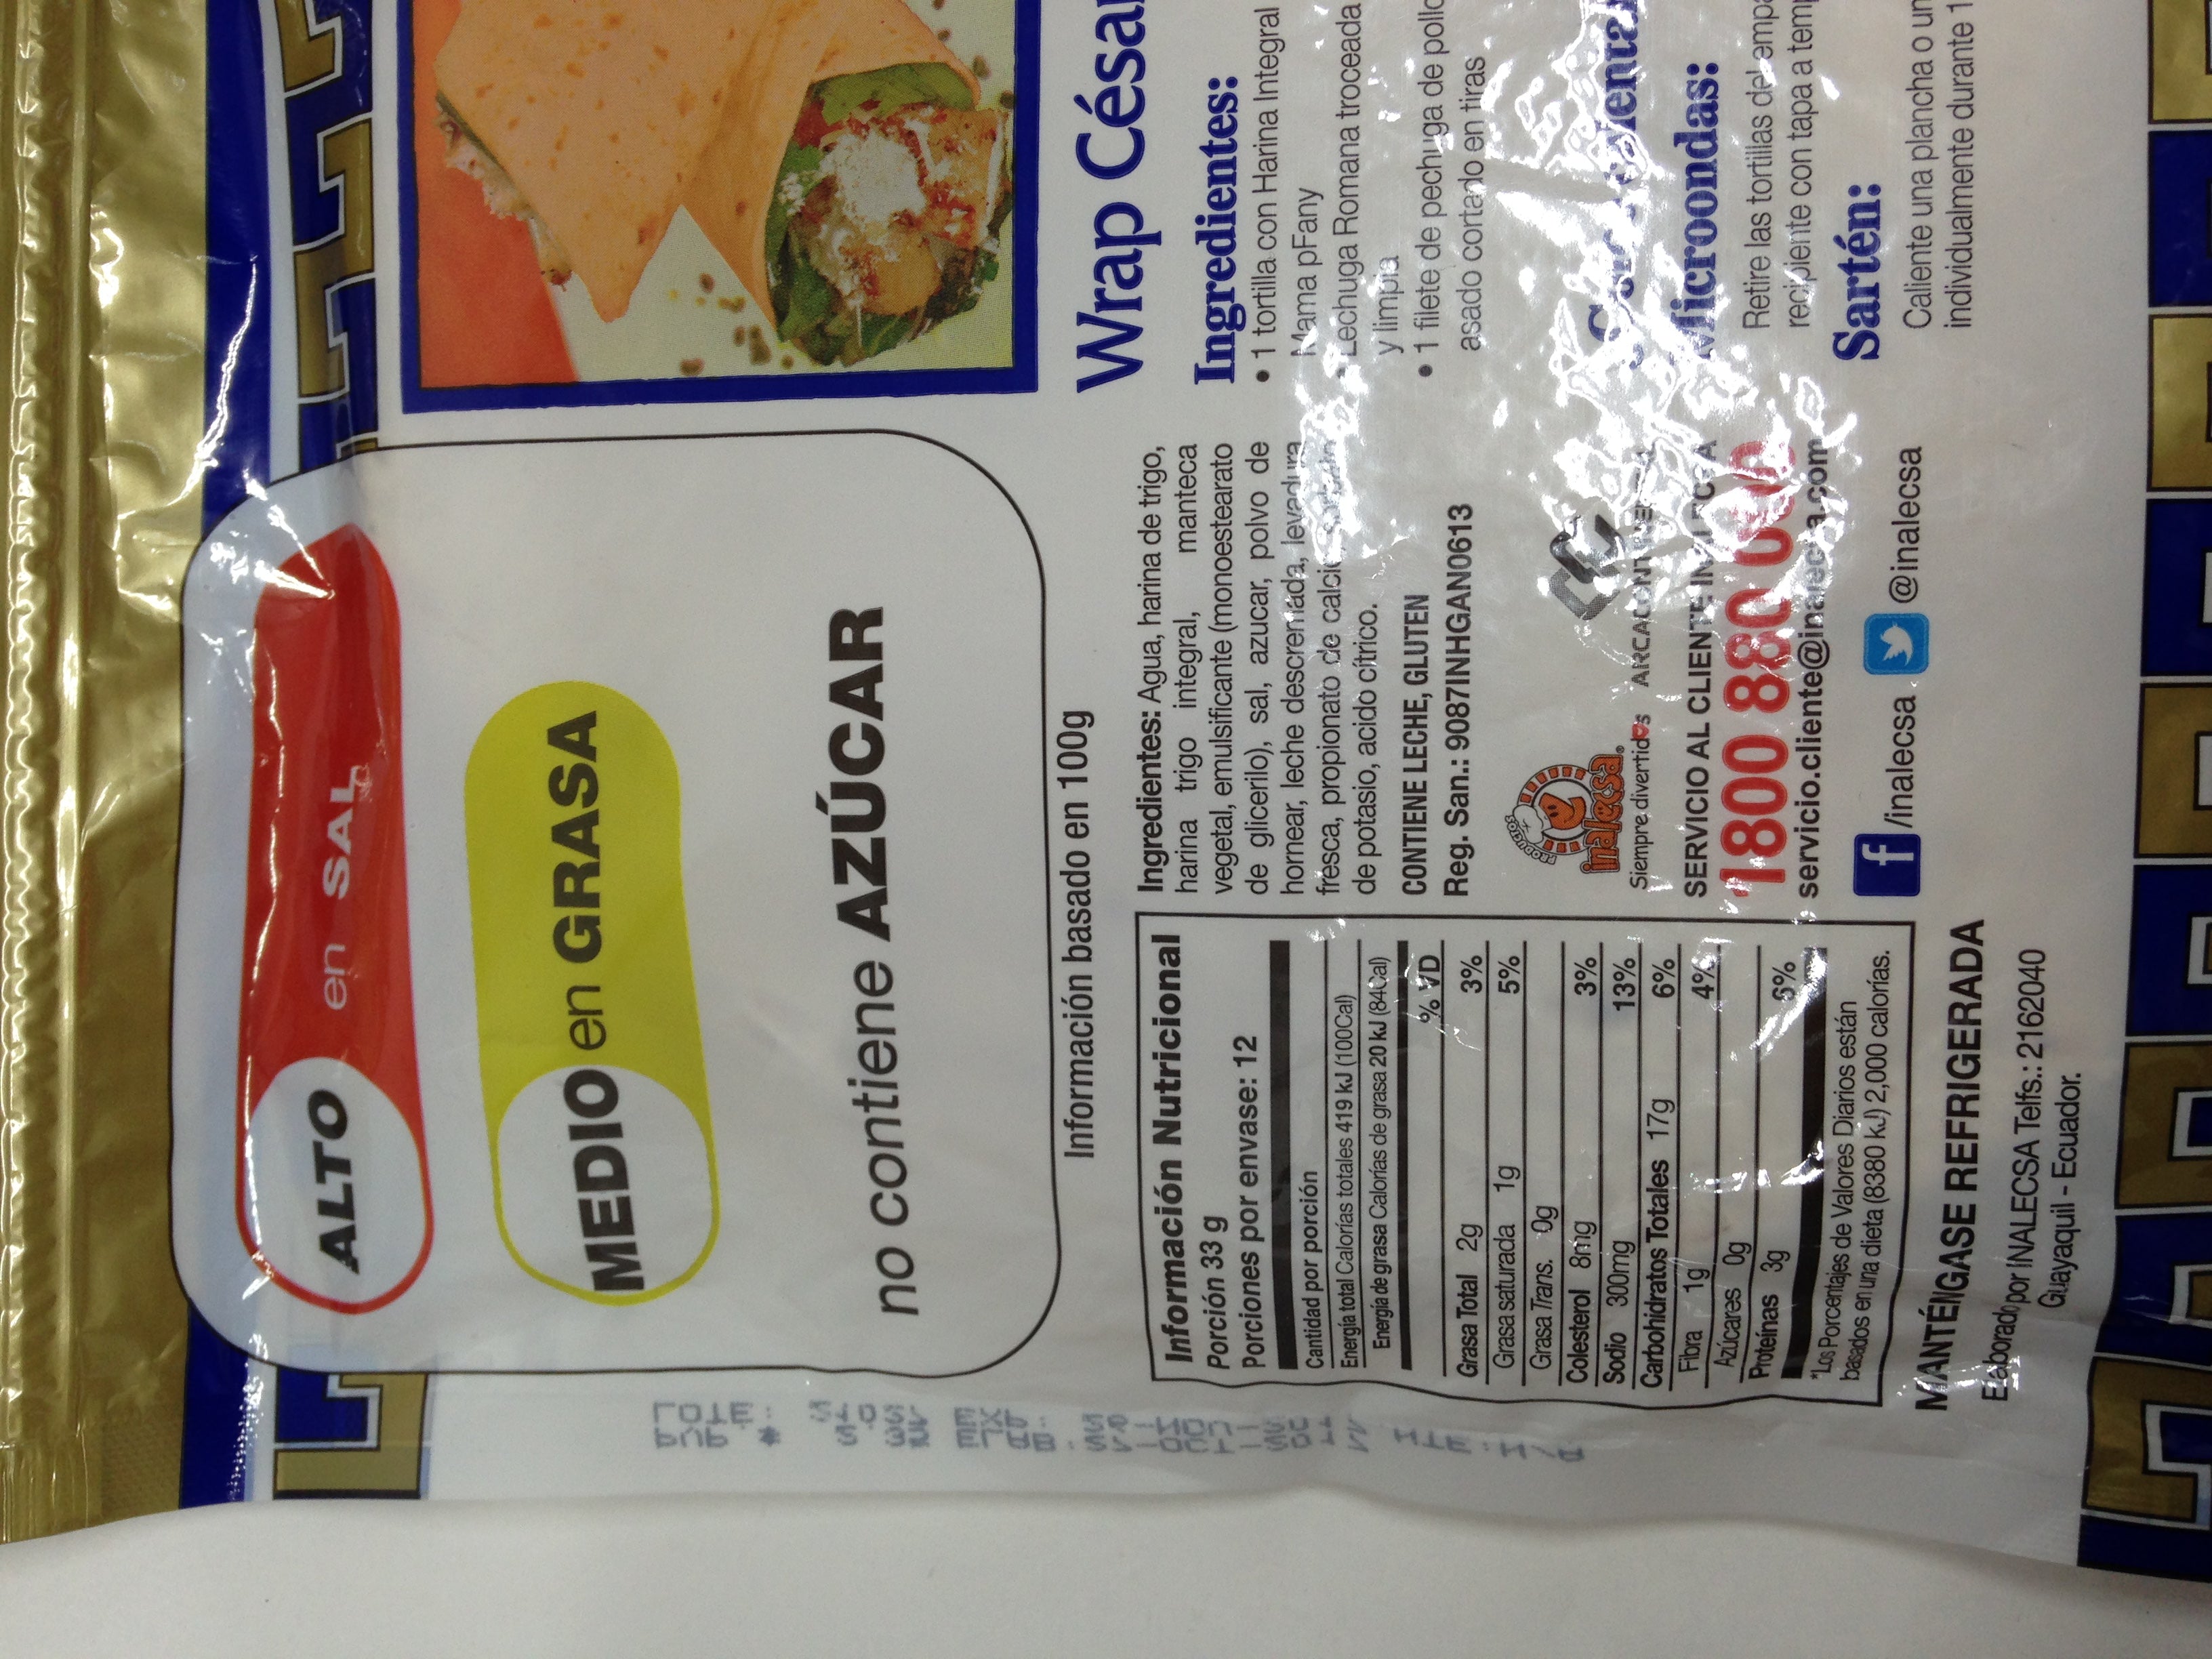 ALTO en SAL
MEDIO en GRASA
no contiene AZÚCAR
Información basado en 100g
Información Nutricional
Porción 33 g
Porciones por envase: 12
Cantidad por porción
Energía total Calorías totales 419 kJ (100Cal)
Energía de grasa Calorías de grasa 20 kJ (84Cal)
% VD
Grasa Total 2g 3%
Grasa saturada 1g 5%
Grasa Trans. 0g
Colesterol 8mg 3%
Sodio 300mg 13%
Carbohidratos Totales 17g 6%
Fibra 1g 4%
Azúcares 0g
Proteínas 3g 6%
*Los Porcentajes de Valores Diarios están
basados en una dieta (8380 kJ) 2,000 calorías.
MANTÉNGASE REFRIGERADA
Elaborado por INALECSA Telfs.: 2162040
Guayaquil - Ecuador.
Ingredientes: Agua, harina de trigo,
harina trigo integral, manteca
vegetal, emulsificante (monoestearato
de glicerilo), sal, azucar, polvo de
hornear, leche descremada, levadura
fresca, propionato de calcio,
de potasio, acido cítrico.
CONTIENE LECHE, GLUTEN
Reg. San.: 9087INHGAN0613
PRODUCTOS
inalecsa
Siempre divertidos
SERVICIO AL CLIENTE INALECSA
1800 880
servicio.cliente@inalecsa.com
/inalecsa @inalecsa
Wrap César
Ingredientes:
• 1 tortilla con Harina Integral
Mama pFany
• Lechuga Romana troceada
y limpia
• 1 filete de pechuga de pollo
asado cortado en tiras
Microondas:
Retire las tortillas del
recipiente con tapa a
Sartén:
Caliente una plancha o
individualmente durante 1